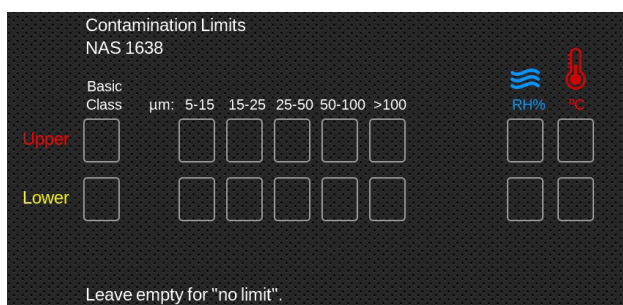 Contamination Limits
NAS 1638
Basic
Class
µm: 5-15 15-25 25-50 50-100 >100
RH% °C
Upper
Lower
Leave empty for "no limit".